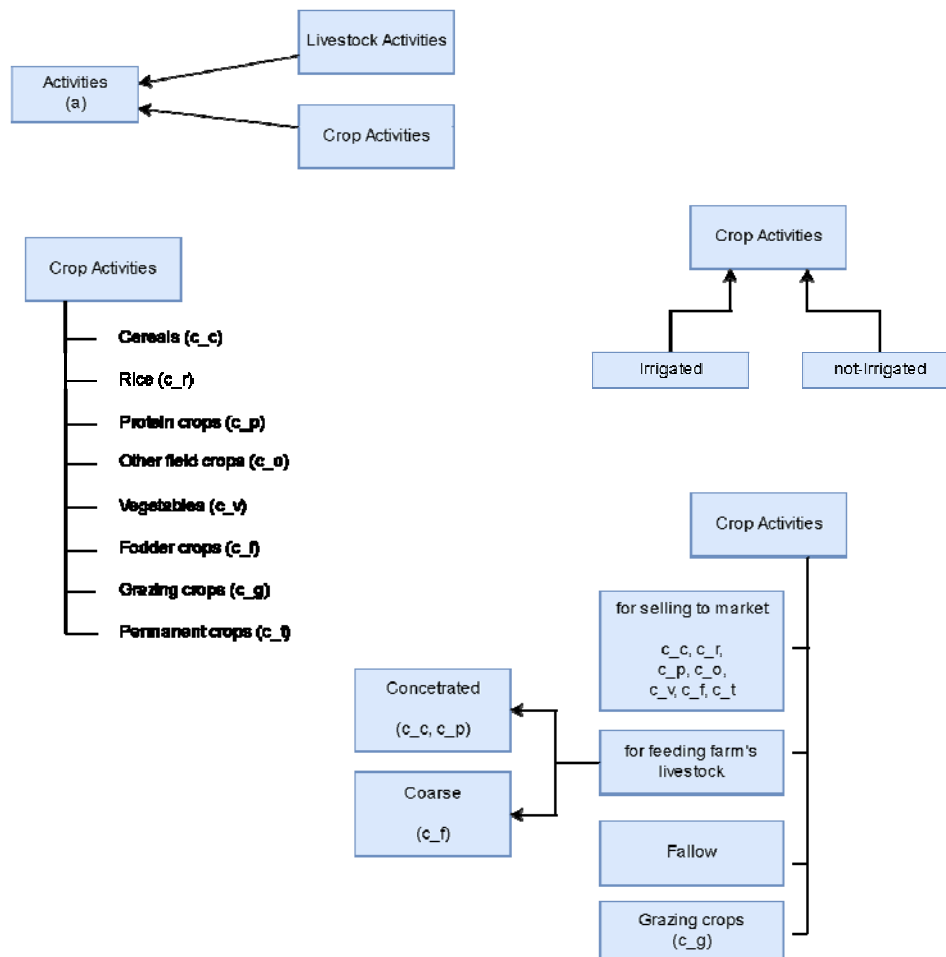 Livestock Activities
Activities
(a)
Crop Activities
Crop Activities
Cereals (c_c)
Rice (c_r)
Protein crops (c_p)
Other field crops (c_o)
Vegetables (c_v)
Fodder crops (c_f)
Grazing crops (c_g)
Permanent crops (c_t)
Crop Activities
Irrigated
not-Irrigated
Crop Activities
for selling to market
c_c, c_r,
c_p, c_o,
c_v, c_f, c_t
for feeding farm's
livestock
Concetrated
(c_c, c_p)
Coarse
(c_f)
Fallow
Grazing crops
(c_g)